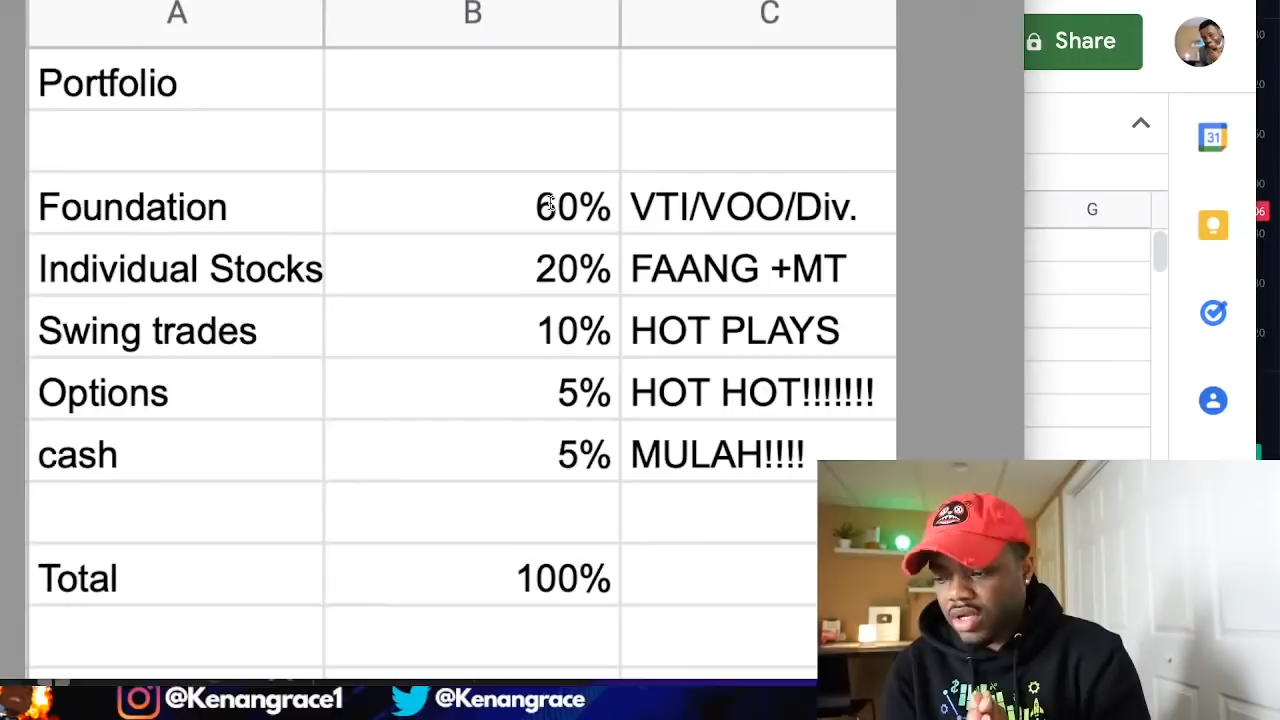 A B C
Share
Portfolio
31
Foundation 60% VTI/VOO/Div.
G
Individual Stocks 20% FAANG +MT
Swing trades 10% HOT PLAYS
Options 5% HOT HOT!!!!!!!
cash 5% MULAH!!!!
Total 100%
@Kenangrace1 @Kenangrace